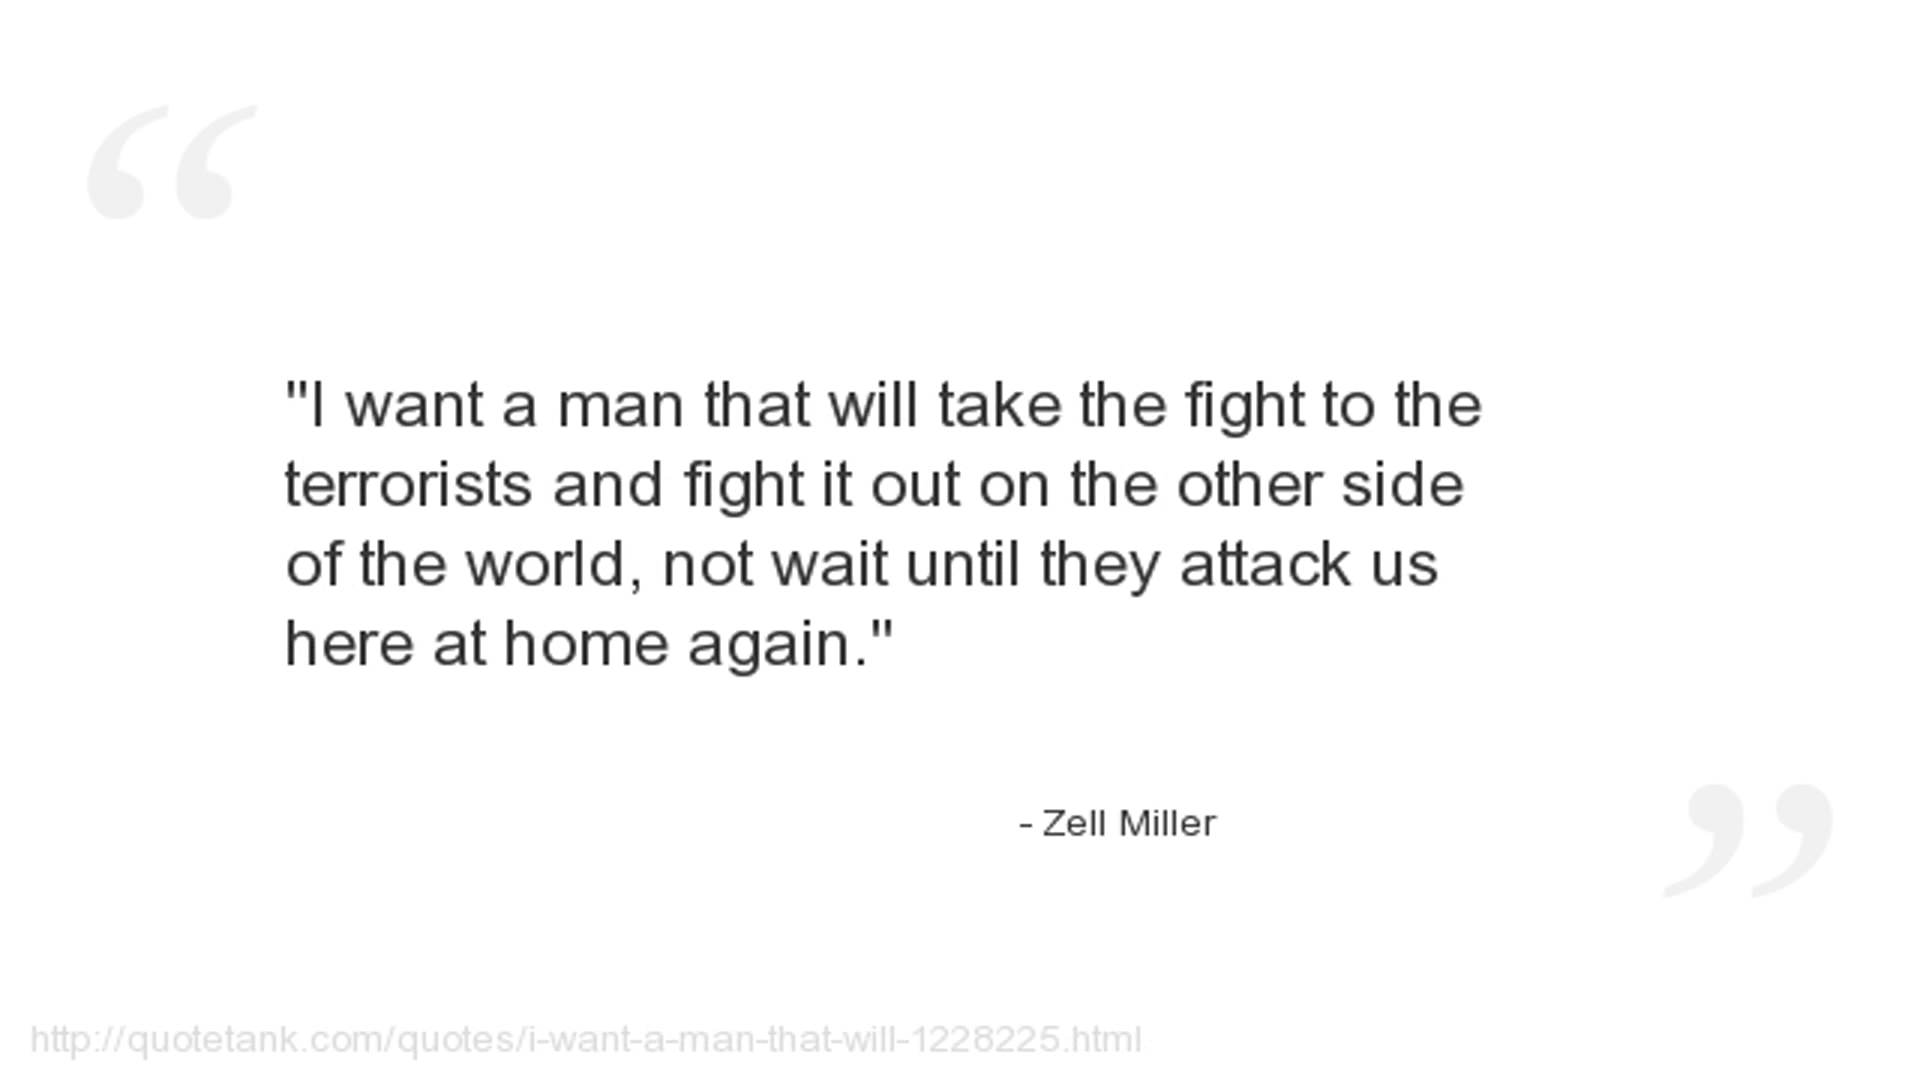 "I want a man that will take the fight to the
terrorists and fight it out on the other side
of the world, not wait until they attack us
here at home again."
- Zell Miller
http://quotetank.com/quotes/i-want-a-man-that-will-1228225.html